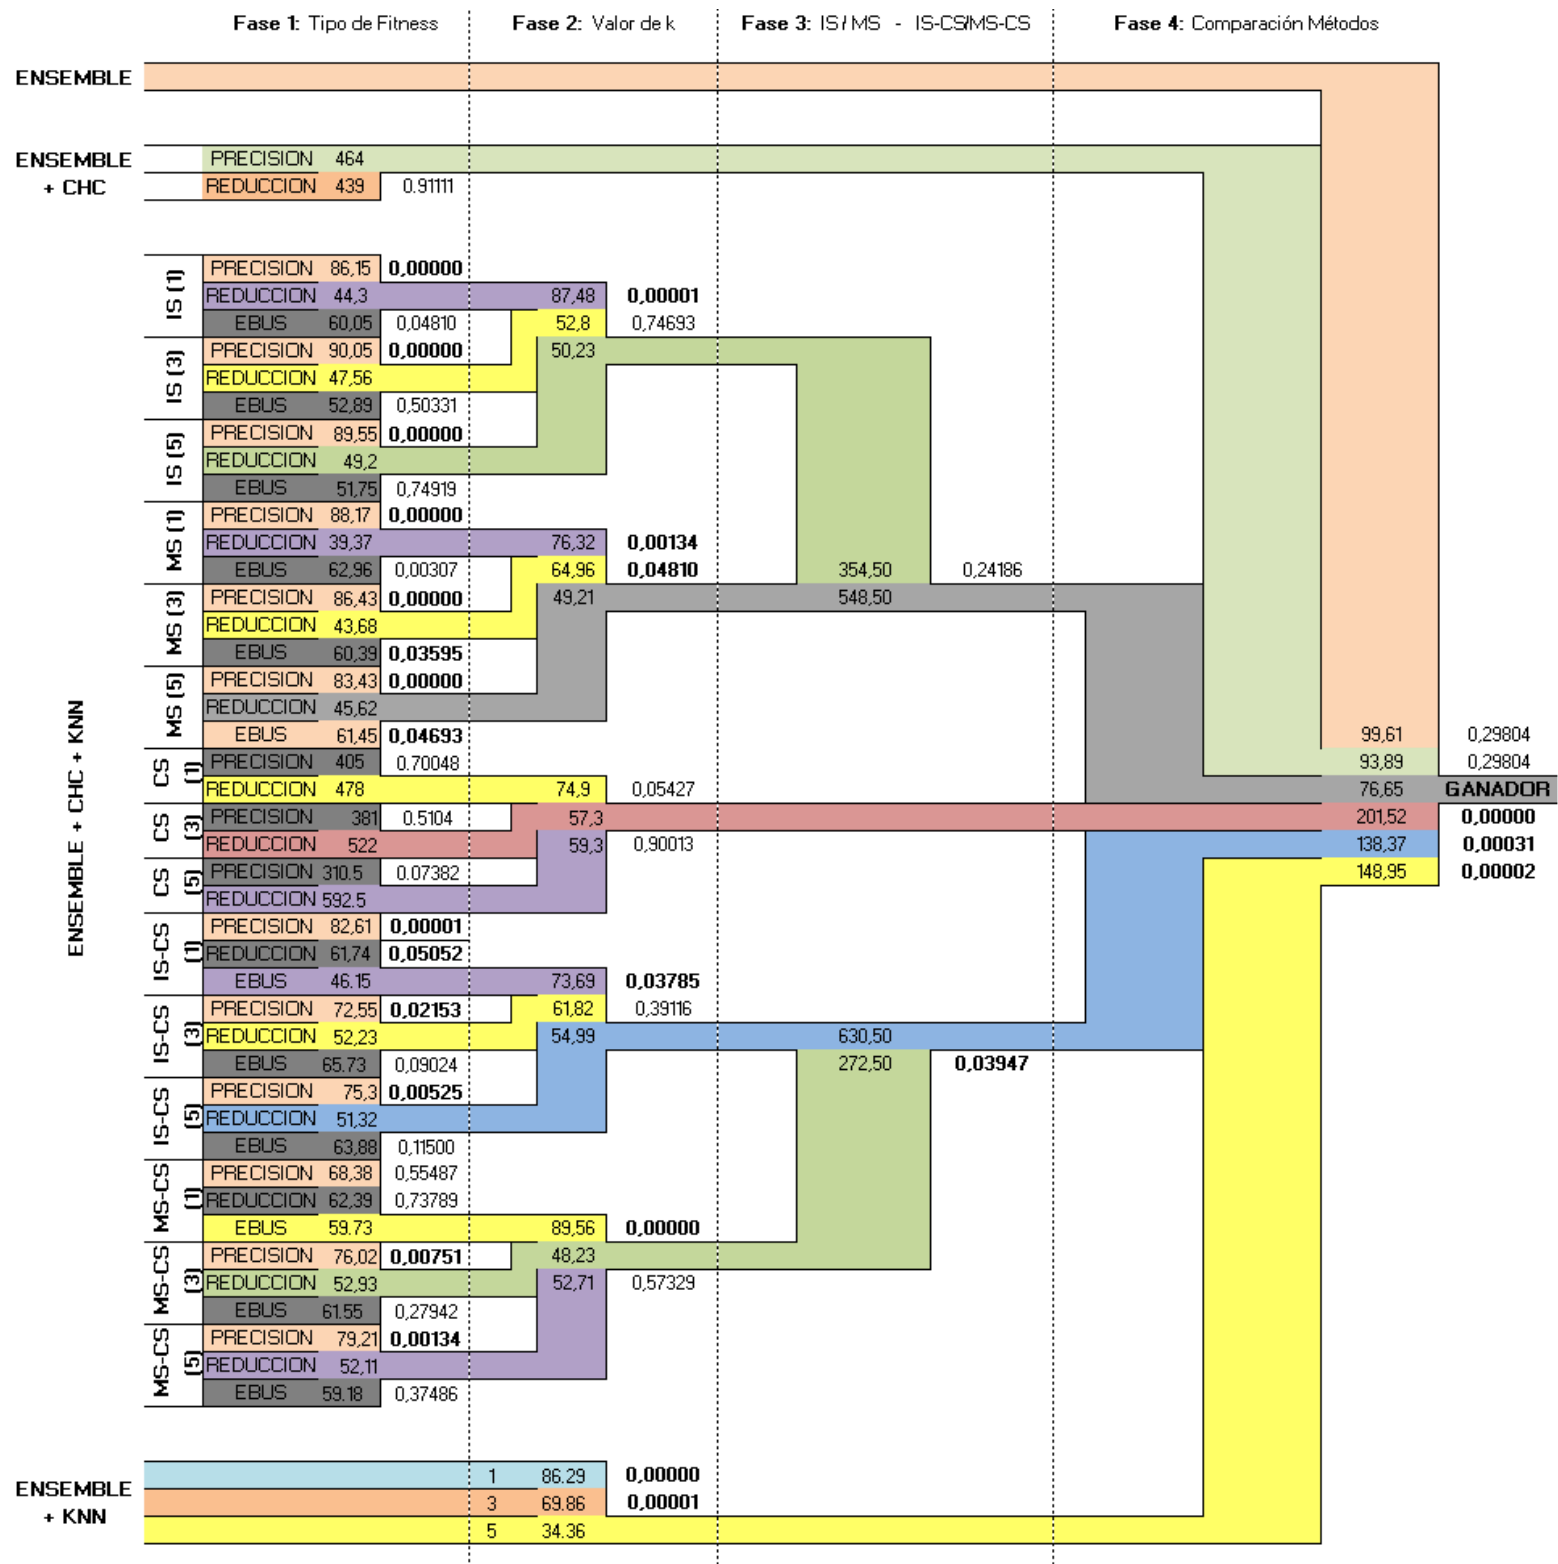 Fase 1: Tipo de Fitness Fase 2: Valor de k Fase 3: IS / MS - IS-CS/MS-CS Fase 4: Comparación Métodos
ENSEMBLE
ENSEMBLE + CHC
PRECISION 464
REDUCCION 439 0.91111
ENSEMBLE + CHC + KNN
IS (1)
PRECISION 86,15 0,00000
REDUCCION 44,3 87,48 0,00001
EBUS 60,05 0,04810 52,8 0,74693
IS (3)
PRECISION 90,05 0,00000 50,23
REDUCCION 47,56
EBUS 52,89 0,50331
IS (5)
PRECISION 89,55 0,00000
REDUCCION 49,2
EBUS 51,75 0,74919
MS (1)
PRECISION 88,17 0,00000
REDUCCION 39,37 76,32 0,00134
EBUS 62,96 0,00307 64,96 0,04810 354,50 0,24186
MS (3)
PRECISION 86,43 0,00000 49,21 548,50
REDUCCION 43,68
EBUS 60,39 0,03595
MS (5)
PRECISION 83,43 0,00000
REDUCCION 45,62
EBUS 61,45 0,04693 99,61 0,29804
CS (1)
PRECISION 405 0.70048 93,89 0,29804
REDUCCION 478 74,9 0,05427 76,65 GANADOR
CS (3)
PRECISION 381 0.5104 57,3 201,52 0,00000
REDUCCION 522 59,3 0,90013 138,37 0,00031
CS (5)
PRECISION 310.5 0.07382 148,95 0,00002
REDUCCION 592.5
IS-CS (1)
PRECISION 82,61 0,00001
REDUCCION 61,74 0,05052
EBUS 46.15 73,69 0,03785
IS-CS (3)
PRECISION 72,55 0,02153 61,82 0,39116
REDUCCION 52,23 54,99 630,50
EBUS 65.73 0,09024 272,50 0,03947
IS-CS (5)
PRECISION 75,3 0,00525
REDUCCION 51,32
EBUS 63,88 0,11500
MS-CS (1)
PRECISION 68,38 0,55487
REDUCCION 62,39 0,73789
EBUS 59.73 89,56 0,00000
MS-CS (3)
PRECISION 76,02 0,00751 48,23
REDUCCION 52,93 52,71 0,57329
EBUS 61.55 0,27942
MS-CS (5)
PRECISION 79,21 0,00134
REDUCCION 52,11
EBUS 59.18 0,37486
ENSEMBLE + KNN
1 86.29 0,00000
3 69.86 0,00001
5 34.36